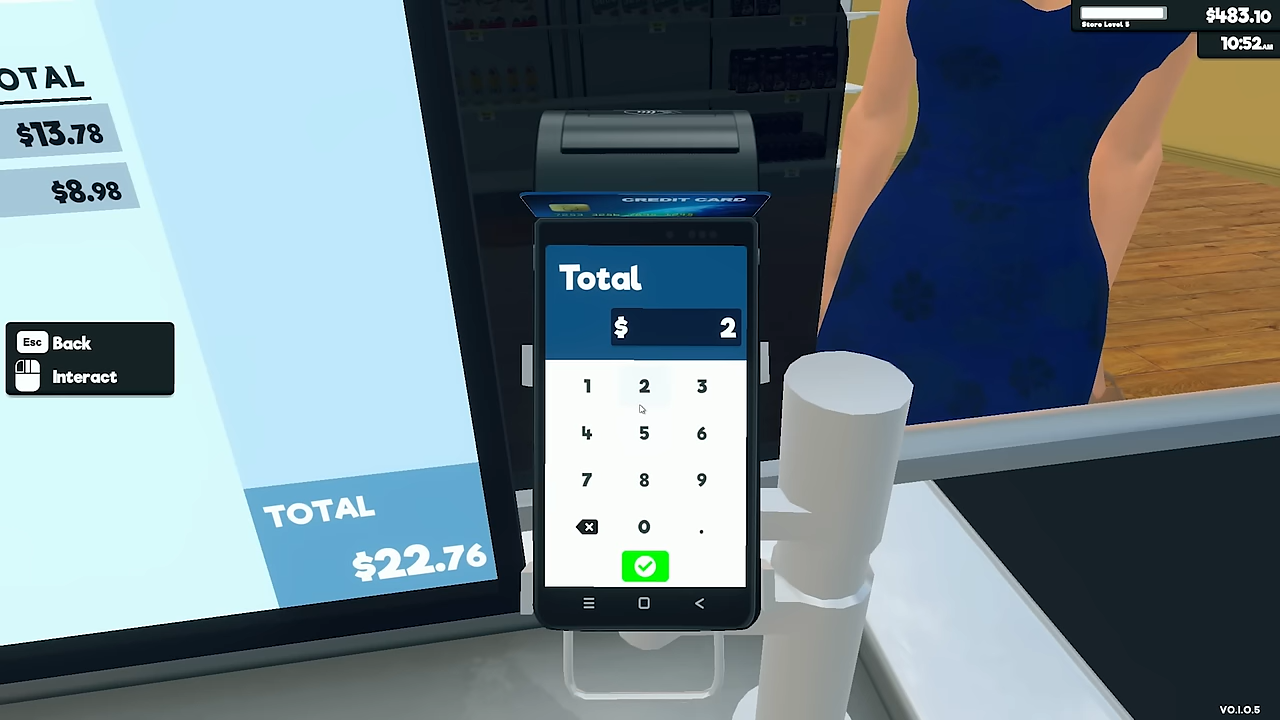 OTAL
$13.78
$8.98
Esc Back
Interact
TOTAL
$22.76
CREDIT CARD
Total
$ 2
1 2 3
4 5 6
7 8 9
0 .
Store Level 5
$483.10
10:52AM
V0.1.0.5